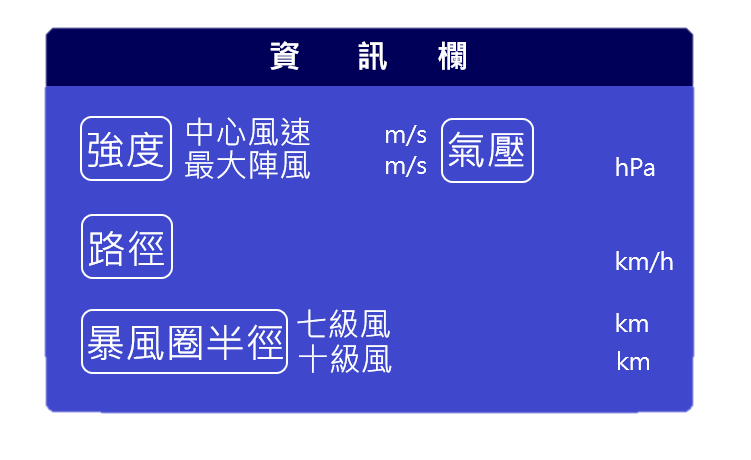 資 訊 欄
強度 中心風速 m/s 氣壓
最大陣風 m/s hPa
路徑
km/h
暴風圈半徑 七級風 km
十級風 km